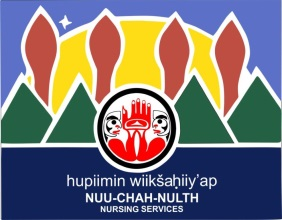 hupiimin wiikšaḥiiy'ap
NUU-CHAH-NULTH
NURSING SERVICES